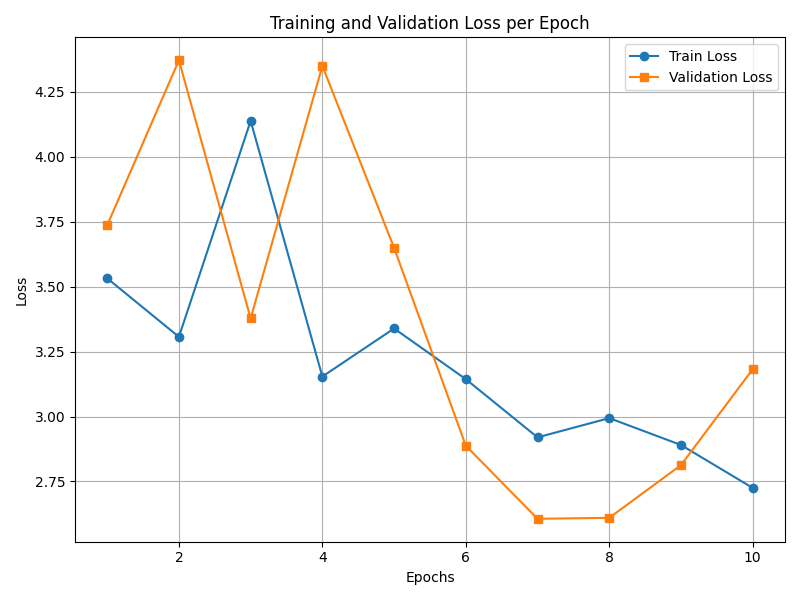 Training and Validation Loss per Epoch
Train Loss
Validation Loss
4.25
4.00
3.75
3.50
3.25
3.00
2.75
Loss
2 4 6 8 10
Epochs